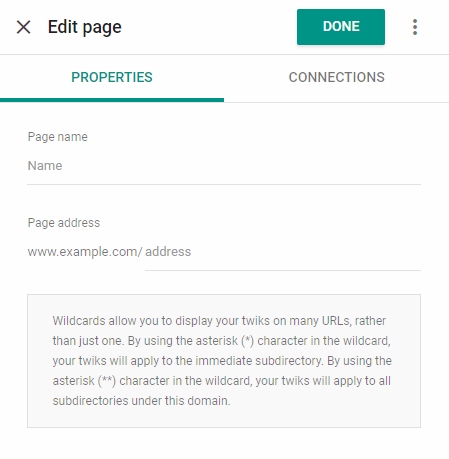 Edit page
DONE
PROPERTIES
CONNECTIONS
Page name
Name
Page address
www.example.com/ address
Wildcards allow you to display your twiks on many URLs, rather
than just one. By using the asterisk (*) character in the wildcard,
your twiks will apply to the immediate subdirectory. By using the
asterisk (**) character in the wildcard, your twiks will apply to all
subdirectories under this domain.